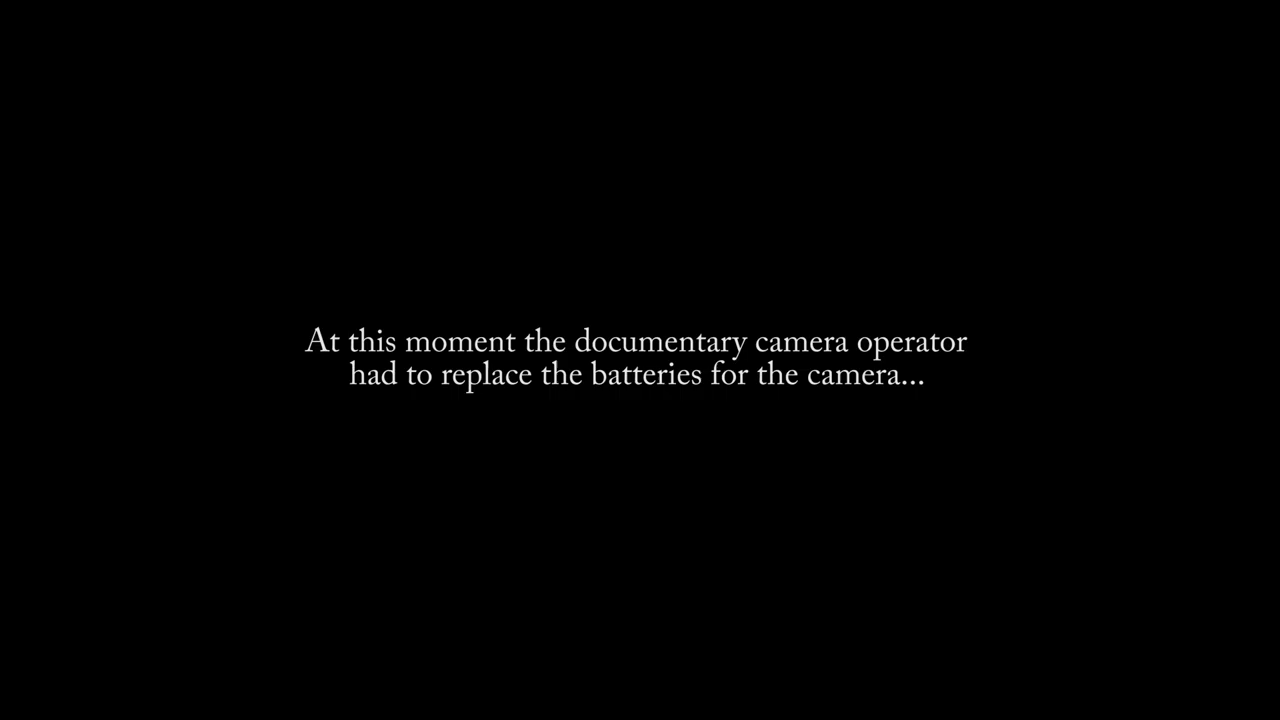 At this moment the documentary camera operator
had to replace the batteries for the camera...